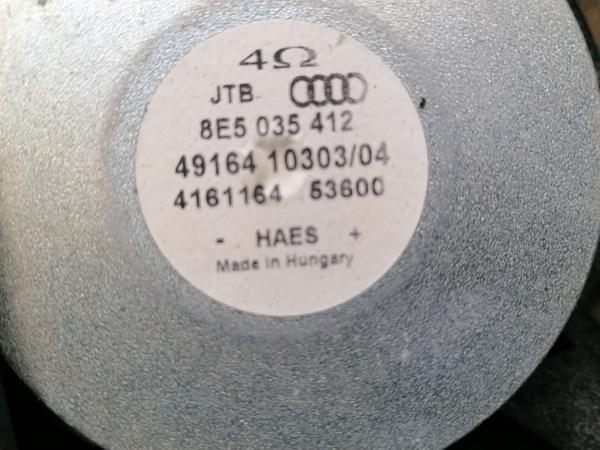 4Ω
JTB
8E5 035 412
49164 10303/04
4161164 53600
- HAES +
Made in Hungary